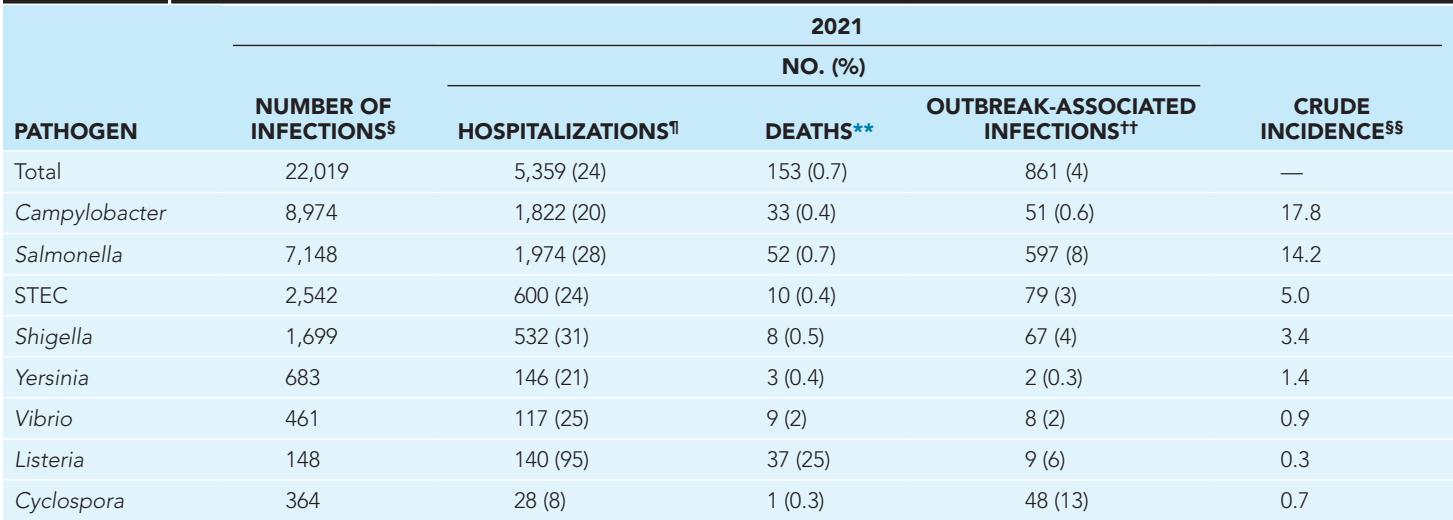 2021
NO. (%)
PATHOGEN NUMBER OF INFECTIONS§ HOSPITALIZATIONS¶ DEATHS** OUTBREAK-ASSOCIATED INFECTIONS†† CRUDE INCIDENCE§§
Total 22,019 5,359 (24) 153 (0.7) 861 (4) —
Campylobacter 8,974 1,822 (20) 33 (0.4) 51 (0.6) 17.8
Salmonella 7,148 1,974 (28) 52 (0.7) 597 (8) 14.2
STEC 2,542 600 (24) 10 (0.4) 79 (3) 5.0
Shigella 1,699 532 (31) 8 (0.5) 67 (4) 3.4
Yersinia 683 146 (21) 3 (0.4) 2 (0.3) 1.4
Vibrio 461 117 (25) 9 (2) 8 (2) 0.9
Listeria 148 140 (95) 37 (25) 9 (6) 0.3
Cyclospora 364 28 (8) 1 (0.3) 48 (13) 0.7